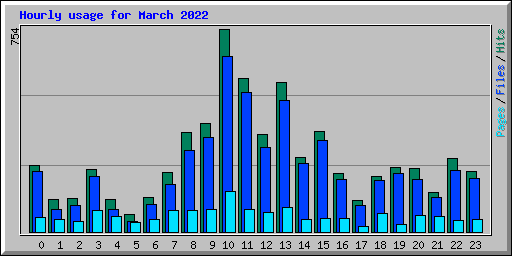 Hourly usage for March 2022
754
Pages/Files/Hits
0 1 2 3 4 5 6 7 8 9 10 11 12 13 14 15 16 17 18 19 20 21 22 23